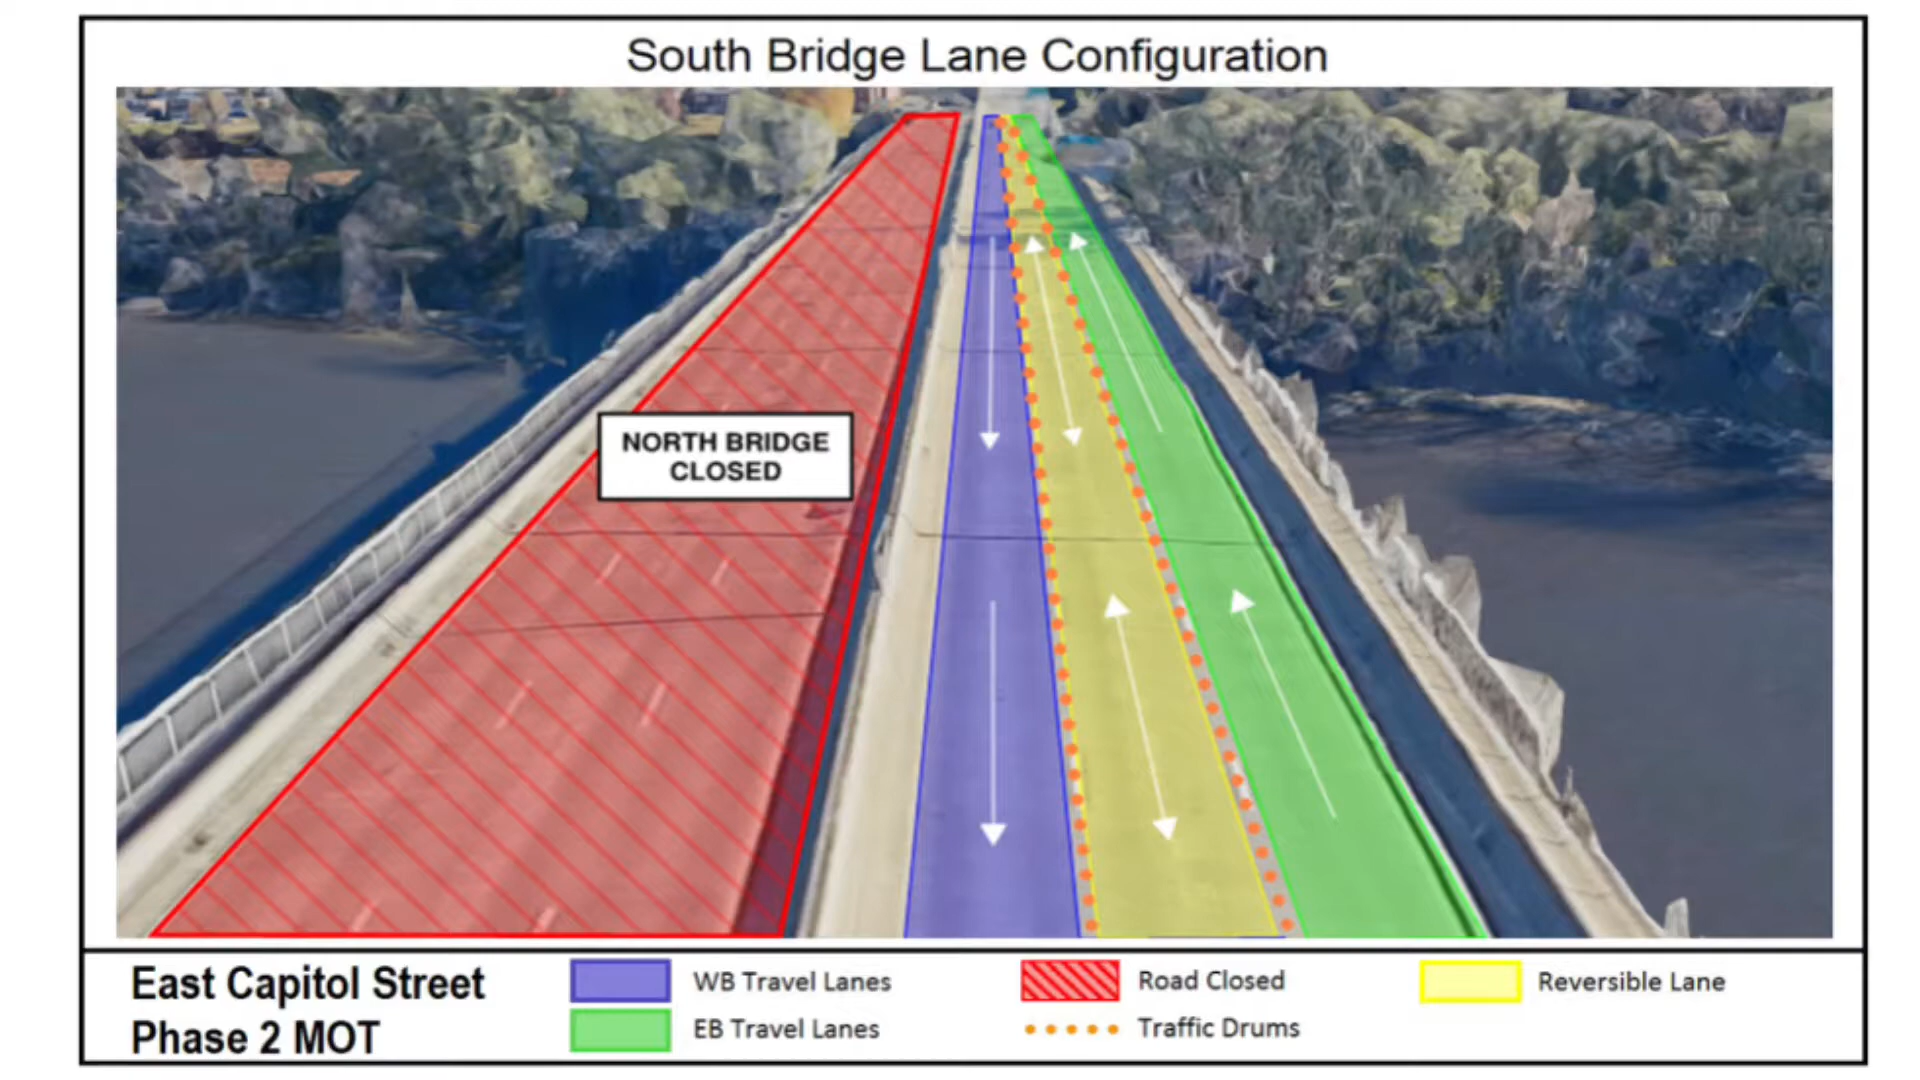 South Bridge Lane Configuration
NORTH BRIDGE
CLOSED
East Capitol Street
Phase 2 MOT
WB Travel Lanes
EB Travel Lanes
Road Closed
Traffic Drums
Reversible Lane